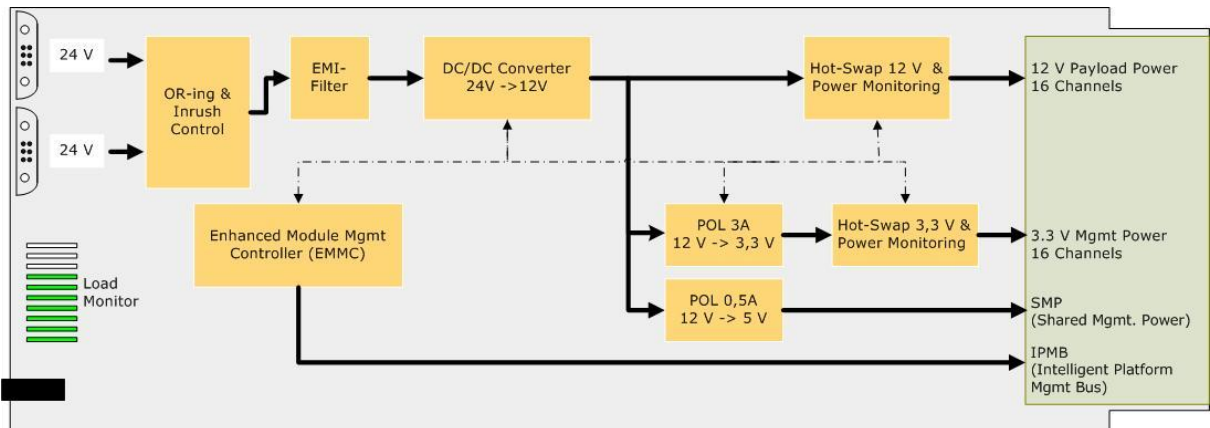 24 V
24 V
OR-ing &
Inrush
Control
EMI-
Filter
DC/DC Converter
24V ->12V
Hot-Swap 12 V &
Power Monitoring
12 V Payload Power
16 Channels
Enhanced Module Mgmt
Controller (EMMC)
POL 3A
12 V -> 3,3 V
Hot-Swap 3,3 V &
Power Monitoring
3.3 V Mgmt Power
16 Channels
Load
Monitor
POL 0,5A
12 V -> 5 V
SMP
(Shared Mgmt. Power)
IPMB
(Intelligent Platform
Mgmt Bus)